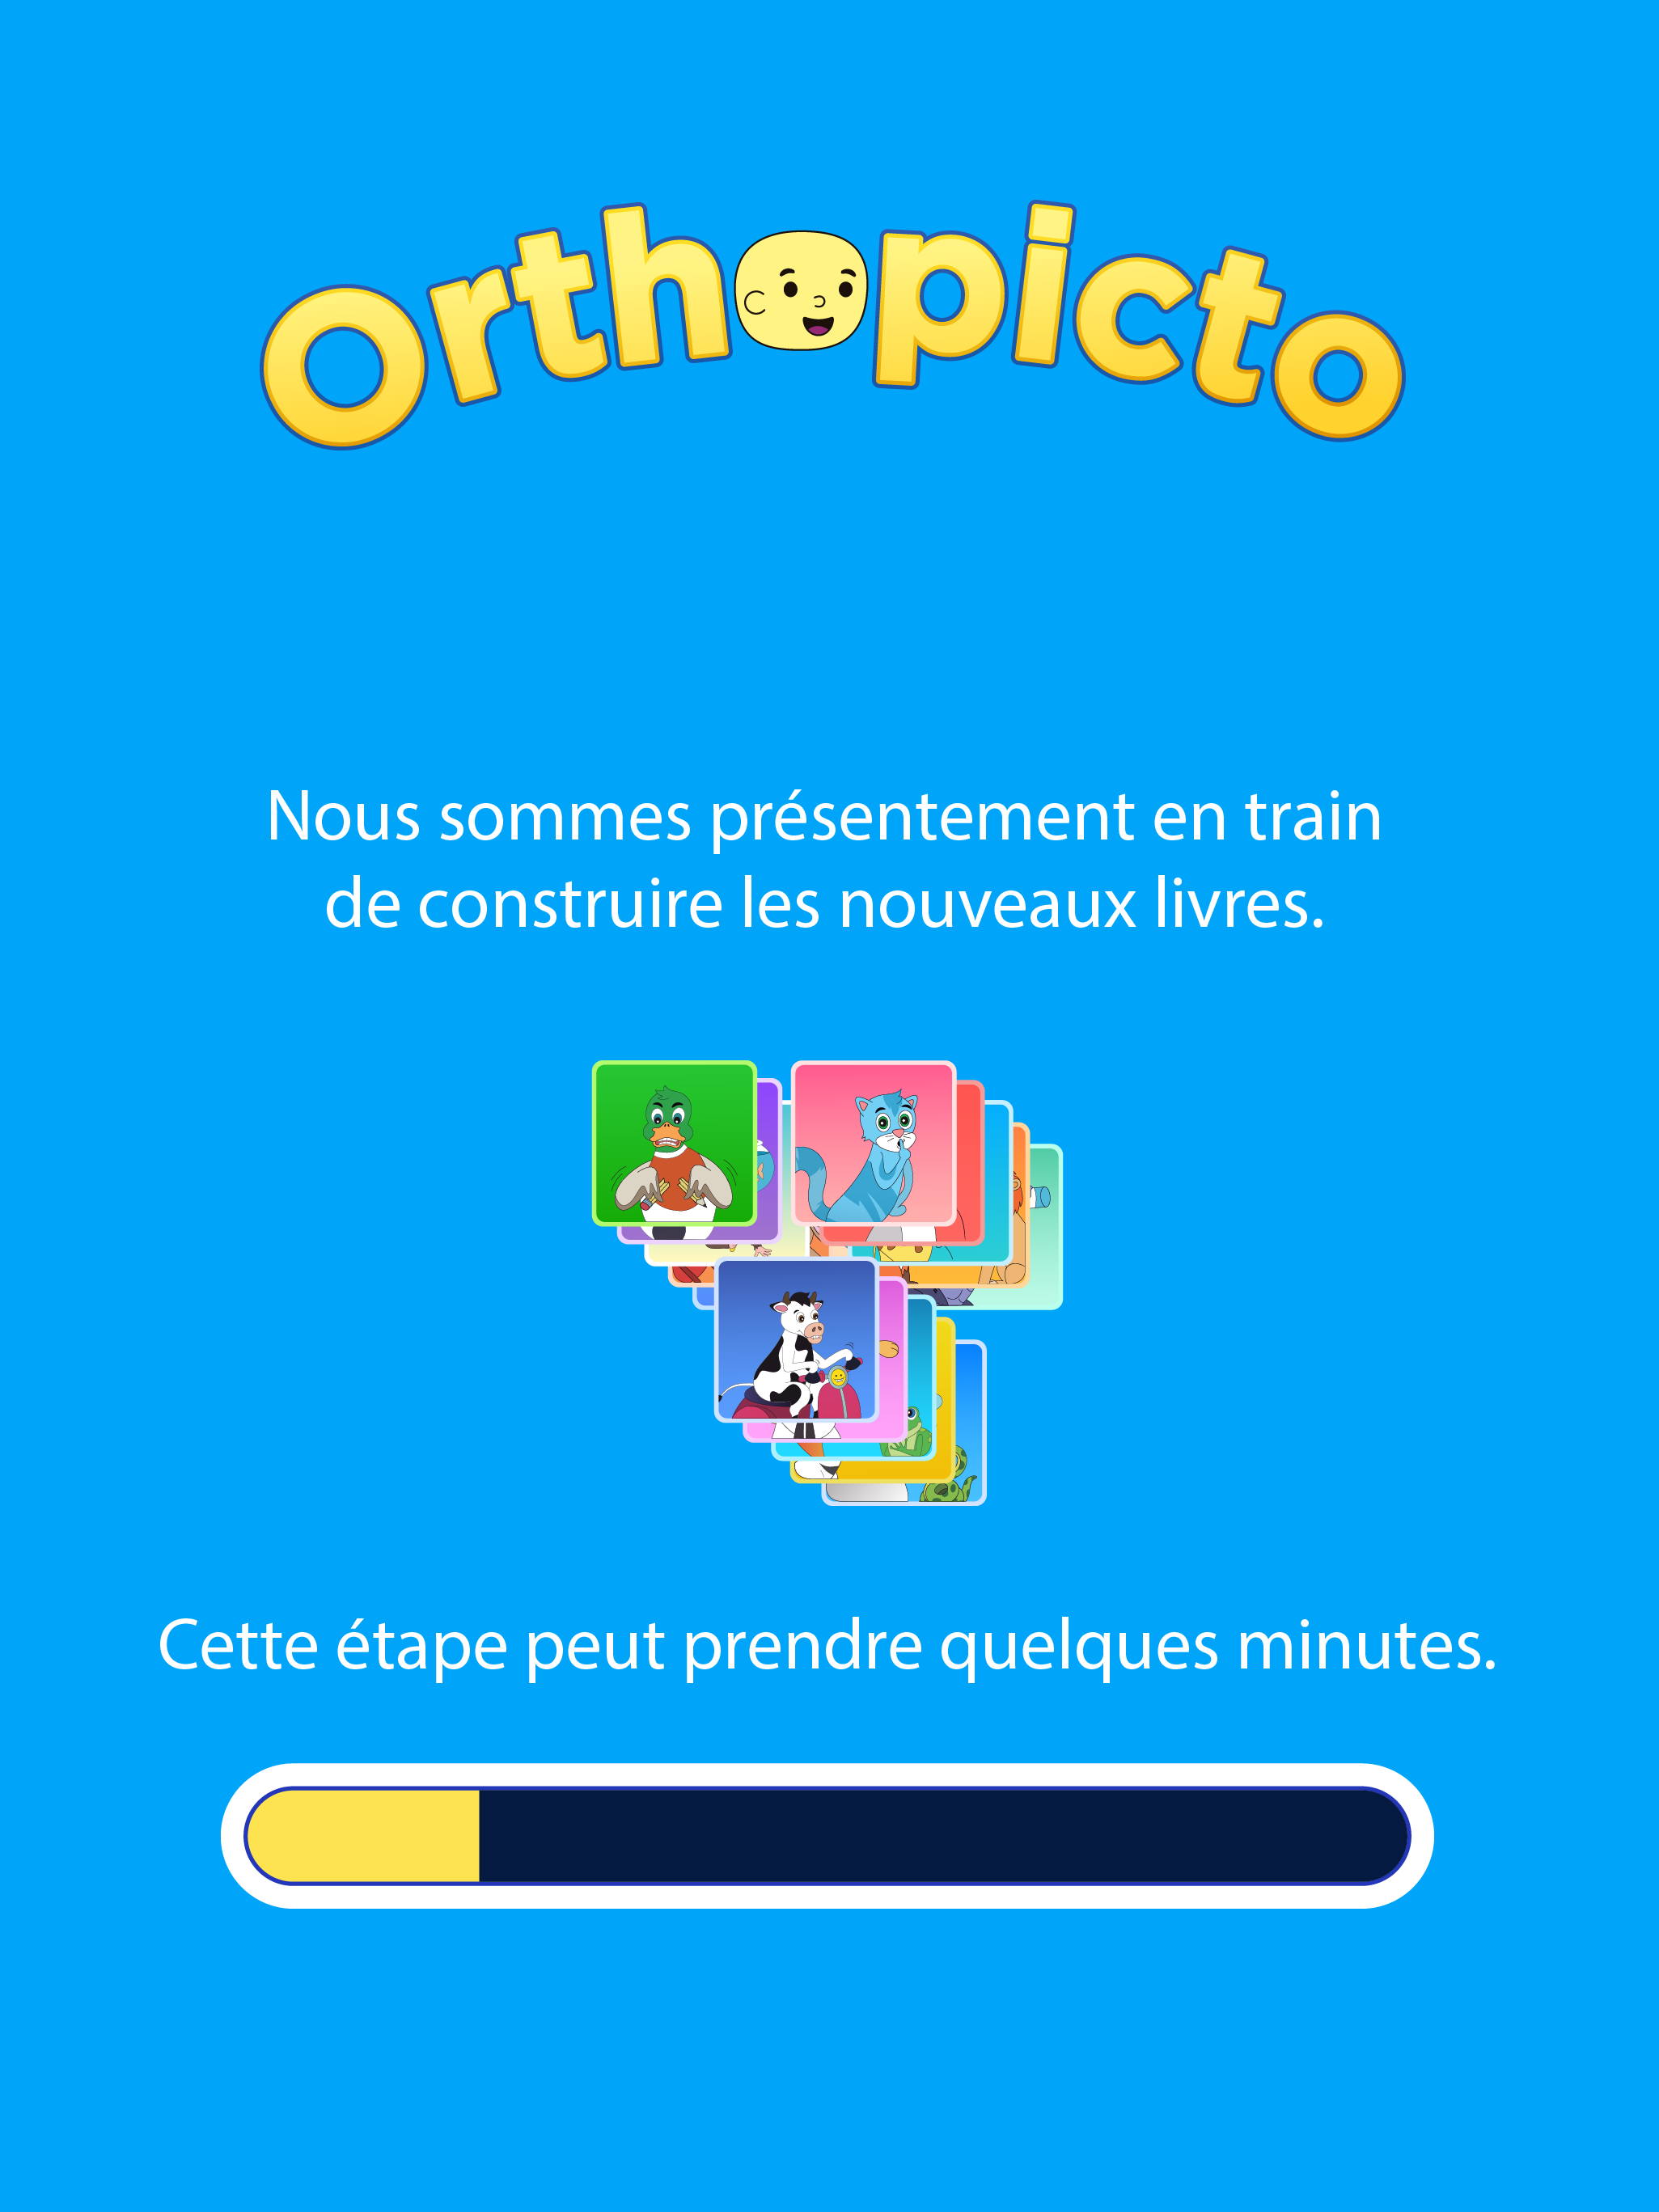 Orthopicto
Nous sommes présentement en train
de construire les nouveaux livres.
Cette étape peut prendre quelques minutes.